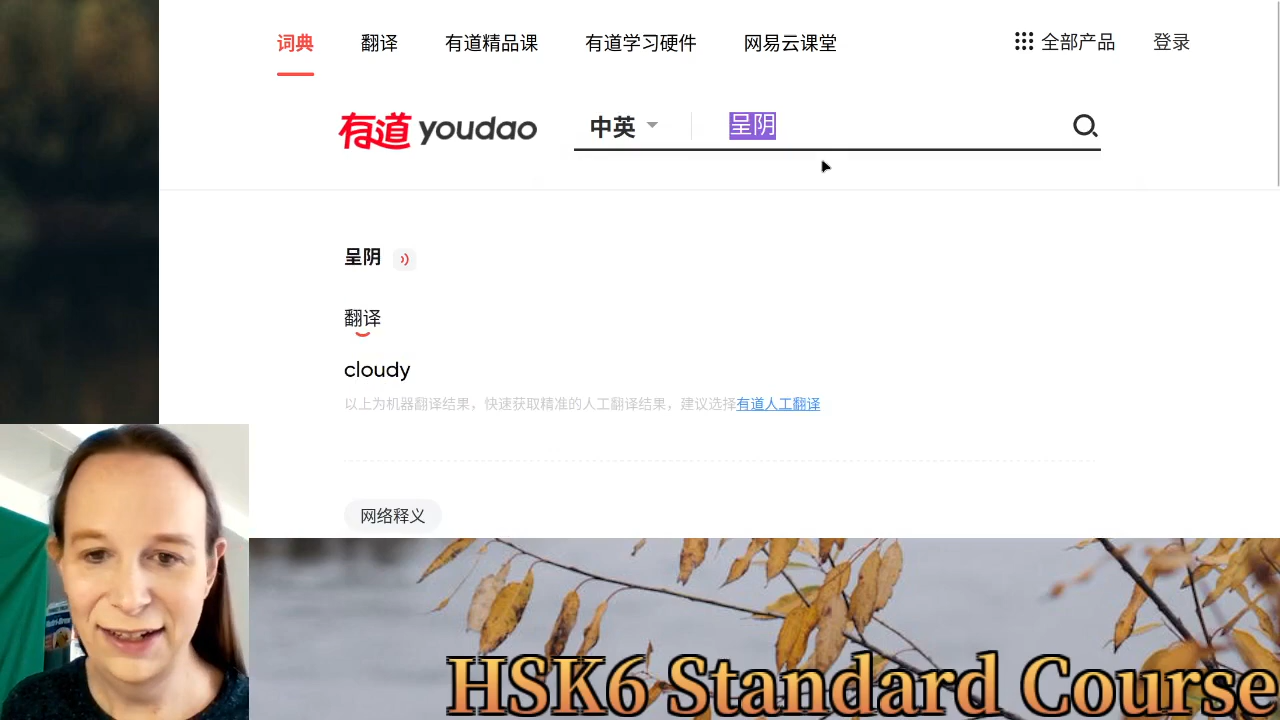 词典 翻译 有道精品课 有道学习硬件 网易云课堂 全部产品 登录
有道 youdao 中英 呈阴
呈阴
翻译
cloudy
以上为机器翻译结果，快速获取精准的人工翻译结果，建议选择有道人工翻译
网络释义
HSK6 Standard Course